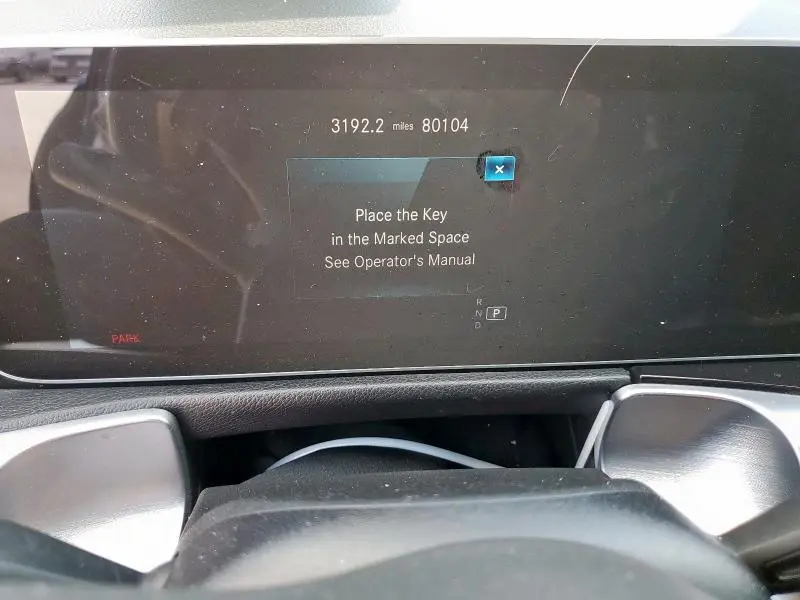 3192.2 miles 80104
×
Place the Key
in the Marked Space
See Operator's Manual
R
N P
D
PARK